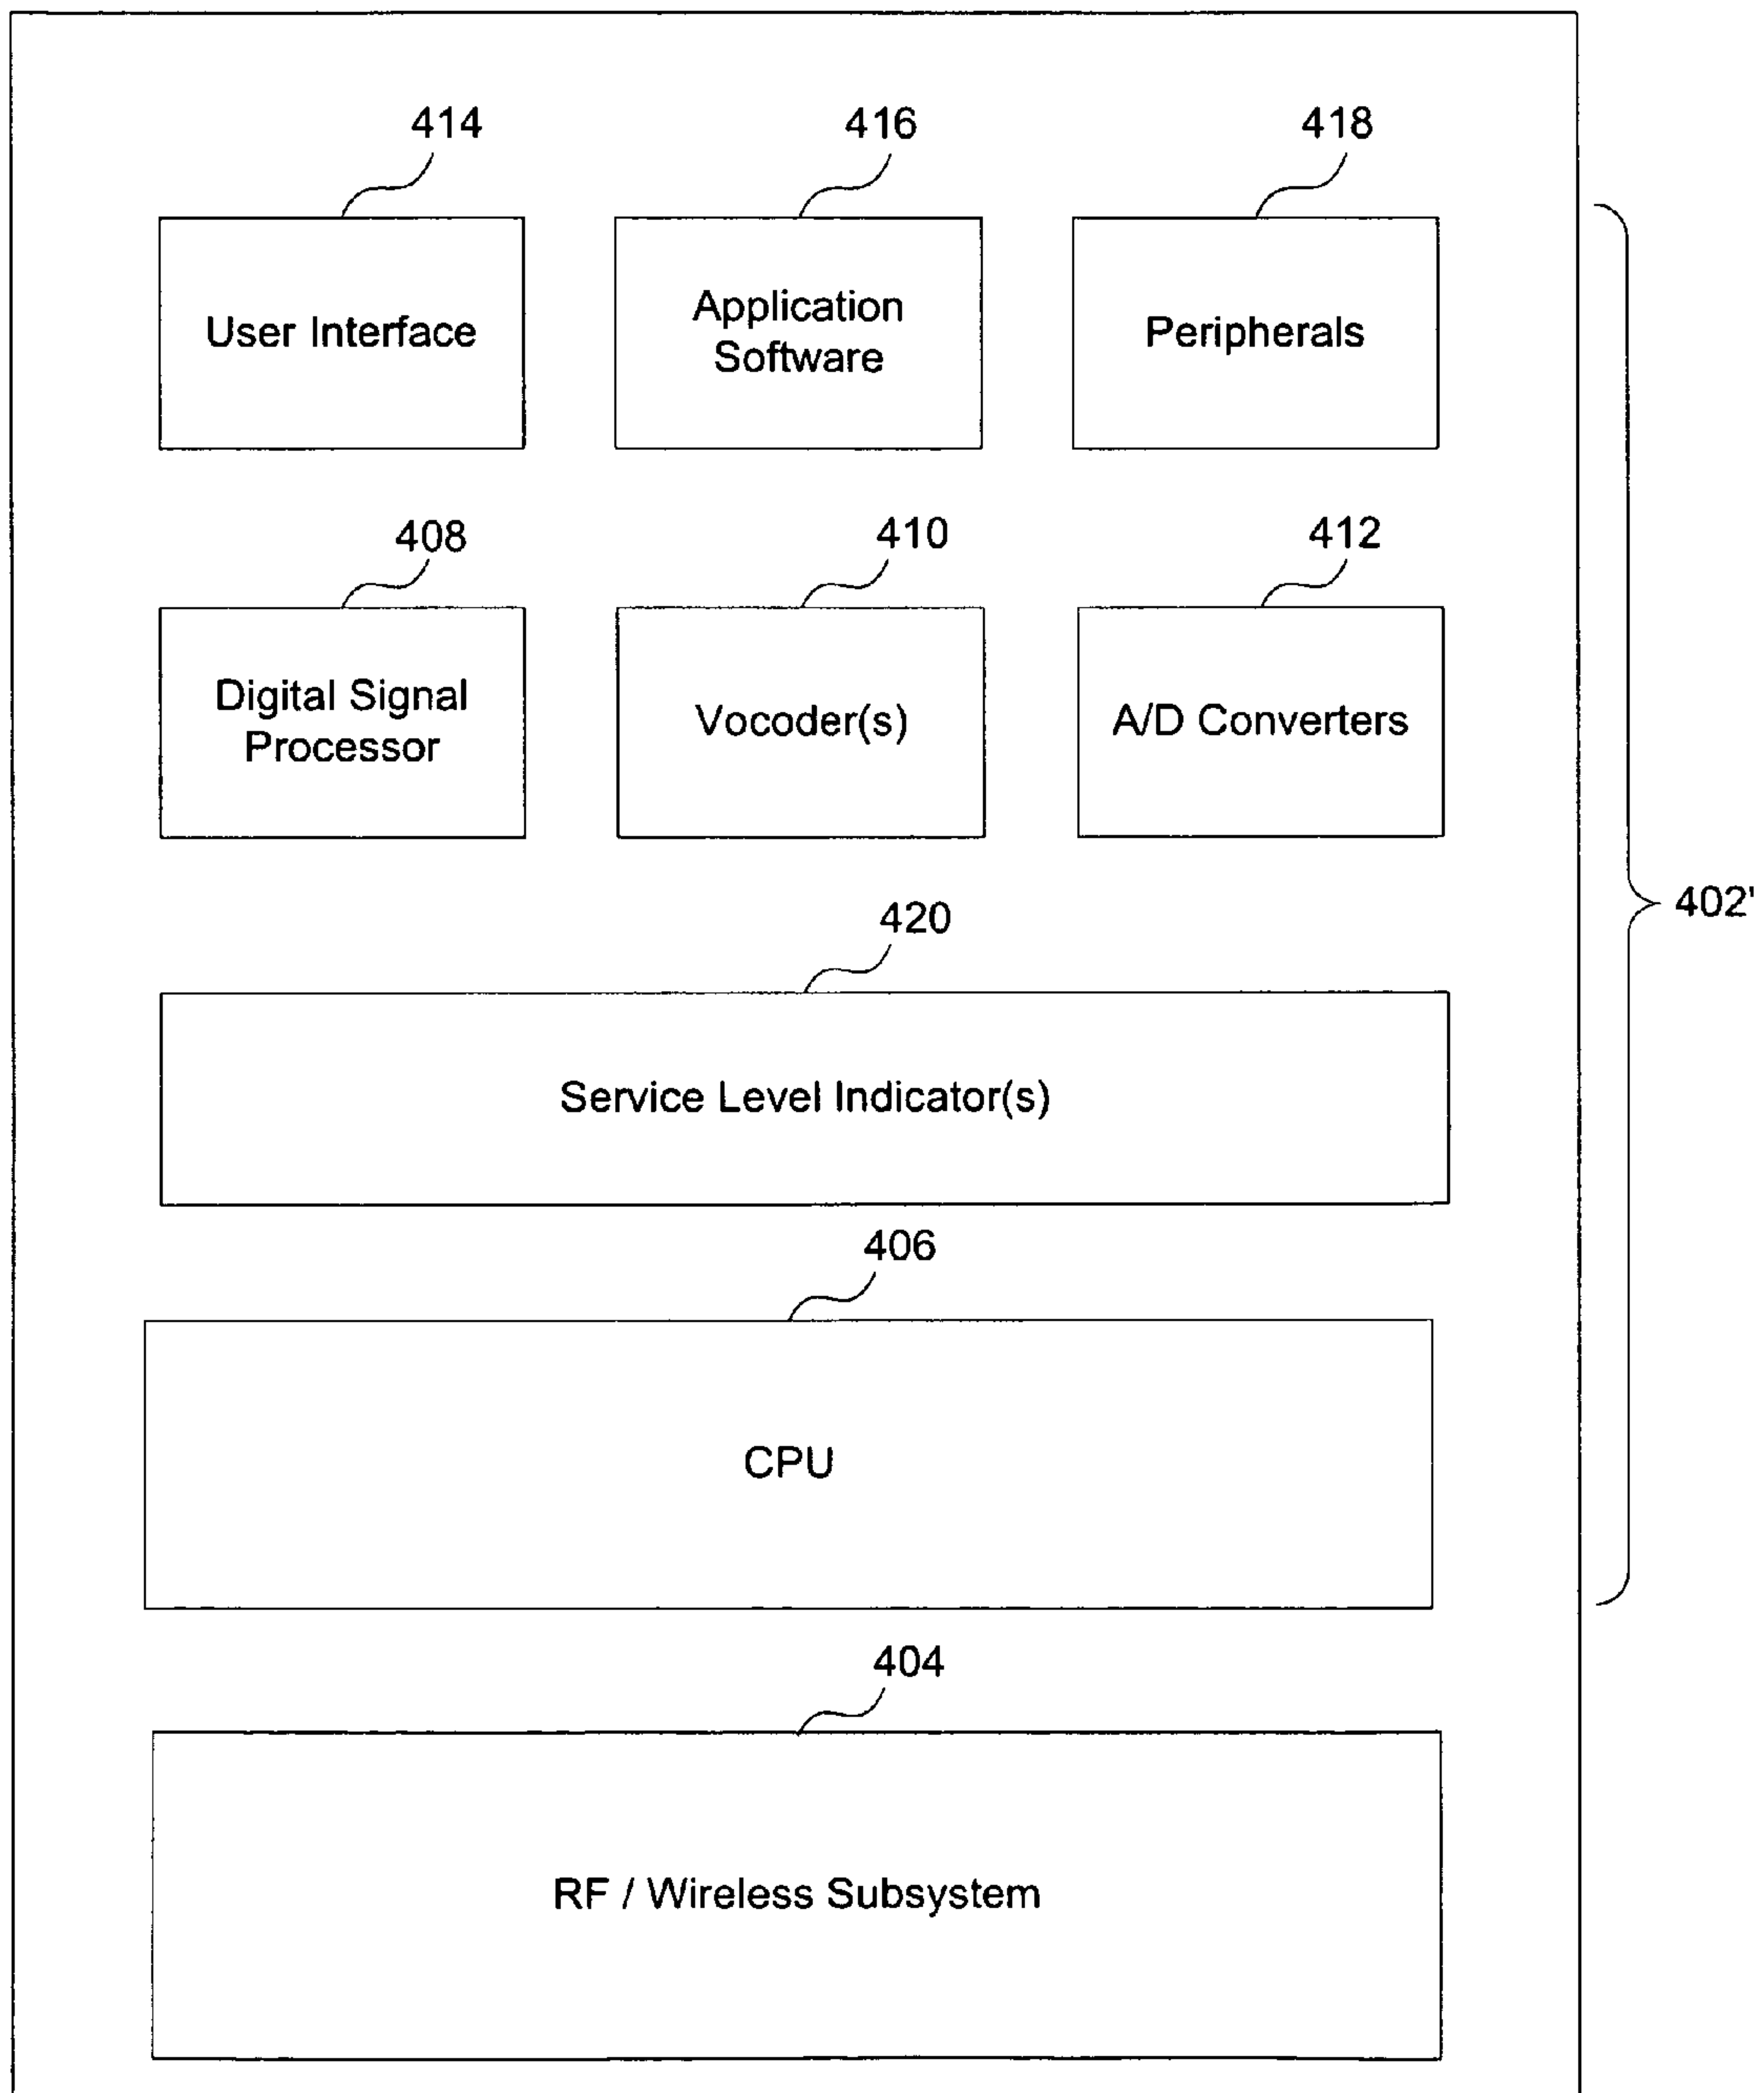 414
416
418
User Interface
Application
Software
Peripherals
408
410
412
Digital Signal
Processor
Vocoder(s)
A/D Converters
402'
420
Service Level Indicator(s)
406
CPU
404
RF / Wireless Subsystem